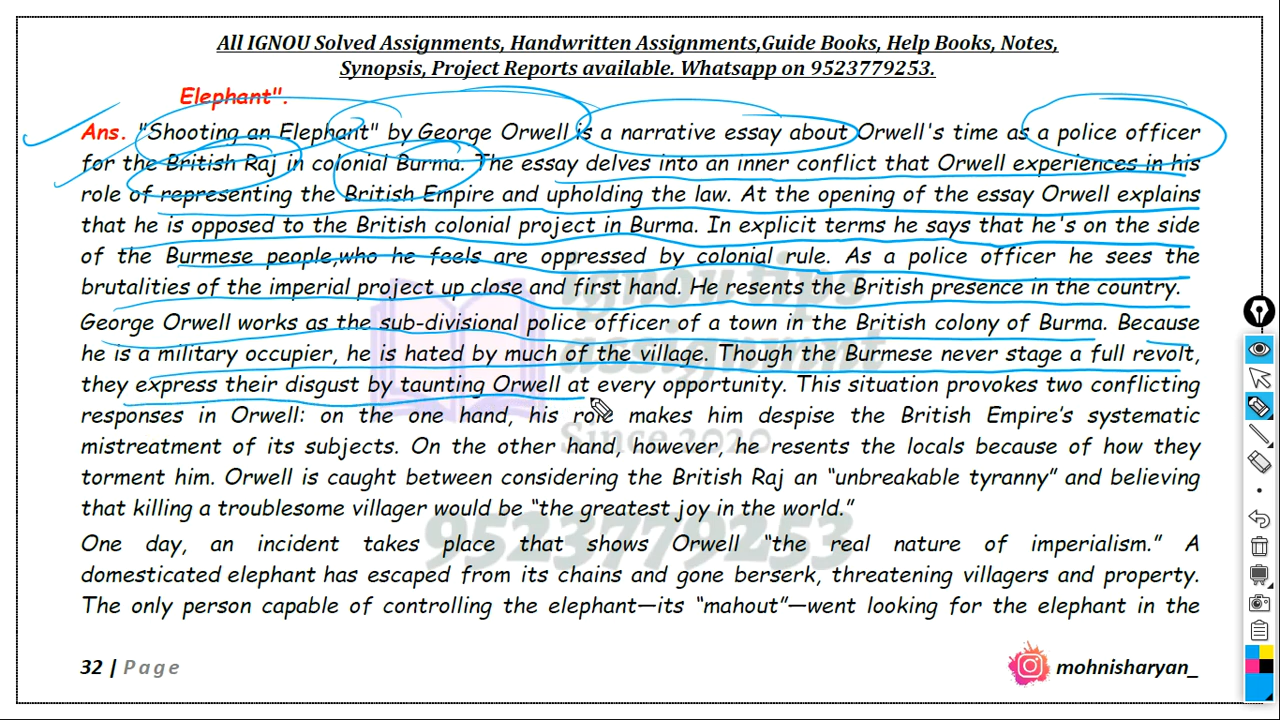 All IGNOU Solved Assignments, Handwritten Assignments,Guide Books, Help Books, Notes,
Synopsis, Project Reports available. Whatsapp on 9523779253.
Elephant".
Ans. "Shooting an Elephant" by George Orwell is a narrative essay about Orwell's time as a police officer
for the British Raj in colonial Burma. The essay delves into an inner conflict that Orwell experiences in his
role of representing the British Empire and upholding the law. At the opening of the essay Orwell explains
that he is opposed to the British colonial project in Burma. In explicit terms he says that he's on the side
of the Burmese people,who he feels are oppressed by colonial rule. As a police officer he sees the
brutalities of the imperial project up close and first hand. He resents the British presence in the country.
George Orwell works as the sub-divisional police officer of a town in the British colony of Burma. Because
he is a military occupier, he is hated by much of the village. Though the Burmese never stage a full revolt,
they express their disgust by taunting Orwell at every opportunity. This situation provokes two conflicting
responses in Orwell: on the one hand, his role makes him despise the British Empire's systematic
mistreatment of its subjects. On the other hand, however, he resents the locals because of how they
torment him. Orwell is caught between considering the British Raj an "unbreakable tyranny" and believing
that killing a troublesome villager would be "the greatest joy in the world."
One day, an incident takes place that shows Orwell "the real nature of imperialism." A
domesticated elephant has escaped from its chains and gone berserk, threatening villagers and property.
The only person capable of controlling the elephant—its "mahout"—went looking for the elephant in the
ignou tips
assignmnt
Since 2020
9523779253
32 | Page
mohnisharyan_